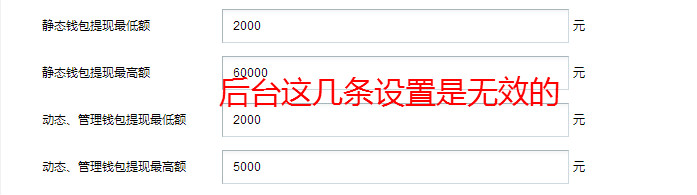 静态钱包提现最低额 2000 元
静态钱包提现最高额 60000 元
后台这几条设置是无效的
动态、管理钱包提现最低额 2000 元
动态、管理钱包提现最高额 5000 元